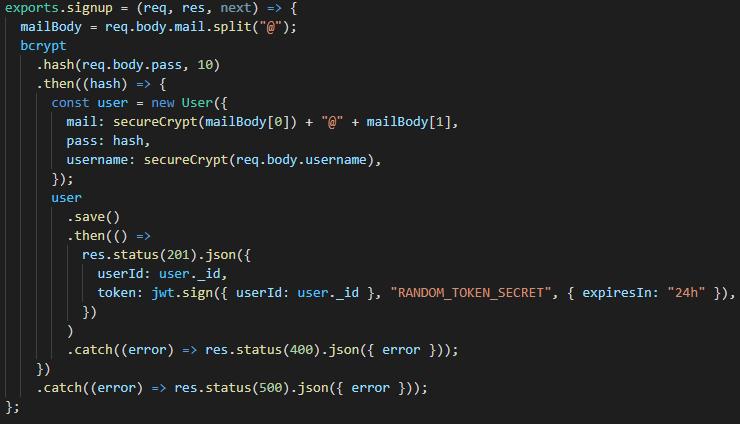 exports.signup = (req, res, next) => {
  mailBody = req.body.mail.split("@");
  bcrypt
    .hash(req.body.pass, 10)
    .then((hash) => {
      const user = new User({
        mail: secureCrypt(mailBody[0]) + "@" + mailBody[1],
        pass: hash,
        username: secureCrypt(req.body.username),
      });
      user
        .save()
        .then(() =>
          res.status(201).json({
            userId: user._id,
            token: jwt.sign({ userId: user._id }, "RANDOM_TOKEN_SECRET", { expiresIn: "24h" }),
          })
        )
        .catch((error) => res.status(400).json({ error }));
    })
    .catch((error) => res.status(500).json({ error }));
};